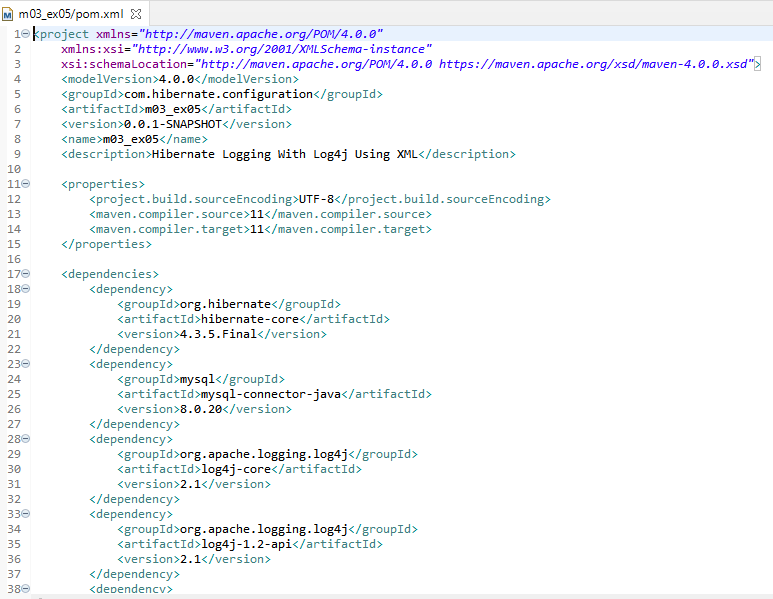 m03_ex05/pom.xml
1 <project xmlns="http://maven.apache.org/POM/4.0.0"
2 xmlns:xsi="http://www.w3.org/2001/XMLSchema-instance"
3 xsi:schemaLocation="http://maven.apache.org/POM/4.0.0 https://maven.apache.org/xsd/maven-4.0.0.xsd">
4 <modelVersion>4.0.0</modelVersion>
5 <groupId>com.hibernate.configuration</groupId>
6 <artifactId>m03_ex05</artifactId>
7 <version>0.0.1-SNAPSHOT</version>
8 <name>m03_ex05</name>
9 <description>Hibernate Logging With Log4j Using XML</description>
10
11 <properties>
12 <project.build.sourceEncoding>UTF-8</project.build.sourceEncoding>
13 <maven.compiler.source>11</maven.compiler.source>
14 <maven.compiler.target>11</maven.compiler.target>
15 </properties>
16
17 <dependencies>
18 <dependency>
19 <groupId>org.hibernate</groupId>
20 <artifactId>hibernate-core</artifactId>
21 <version>4.3.5.Final</version>
22 </dependency>
23 <dependency>
24 <groupId>mysql</groupId>
25 <artifactId>mysql-connector-java</artifactId>
26 <version>8.0.20</version>
27 </dependency>
28 <dependency>
29 <groupId>org.apache.logging.log4j</groupId>
30 <artifactId>log4j-core</artifactId>
31 <version>2.1</version>
32 </dependency>
33 <dependency>
34 <groupId>org.apache.logging.log4j</groupId>
35 <artifactId>log4j-1.2-api</artifactId>
36 <version>2.1</version>
37 </dependency>
38 <dependency>